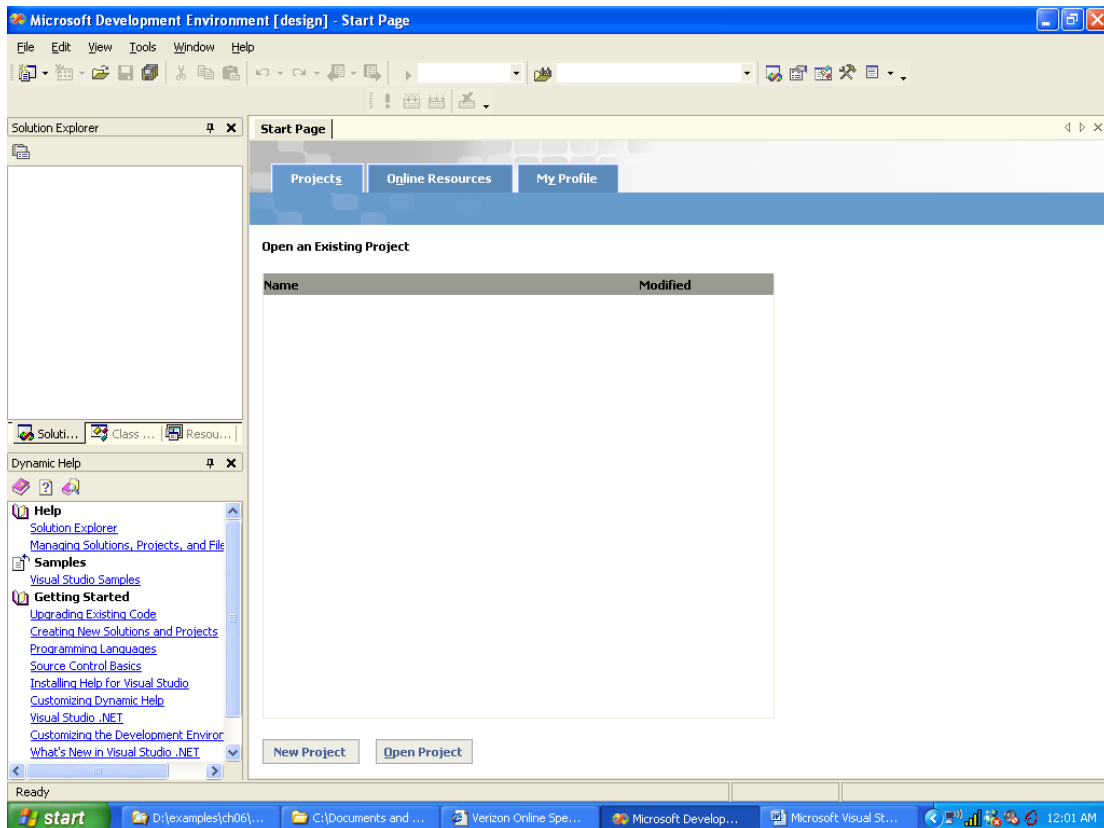 Microsoft Development Environment [design] - Start Page
File Edit View Tools Window Help
Solution Explorer
Start Page
Projects Online Resources My Profile
Open an Existing Project
Name Modified
Soluti... Class ... Resou...
Dynamic Help
Help
Solution Explorer
Managing Solutions, Projects, and File
Samples
Visual Studio Samples
Getting Started
Upgrading Existing Code
Creating New Solutions and Projects
Programming Languages
Source Control Basics
Installing Help for Visual Studio
Customizing Dynamic Help
Visual Studio .NET
Customizing the Development Environ
What's New in Visual Studio .NET
New Project Open Project
Ready
start D:\examples\ch06\... C:\Documents and ... Verizon Online Spe... Microsoft Develop... Microsoft Visual St... 12:01 AM